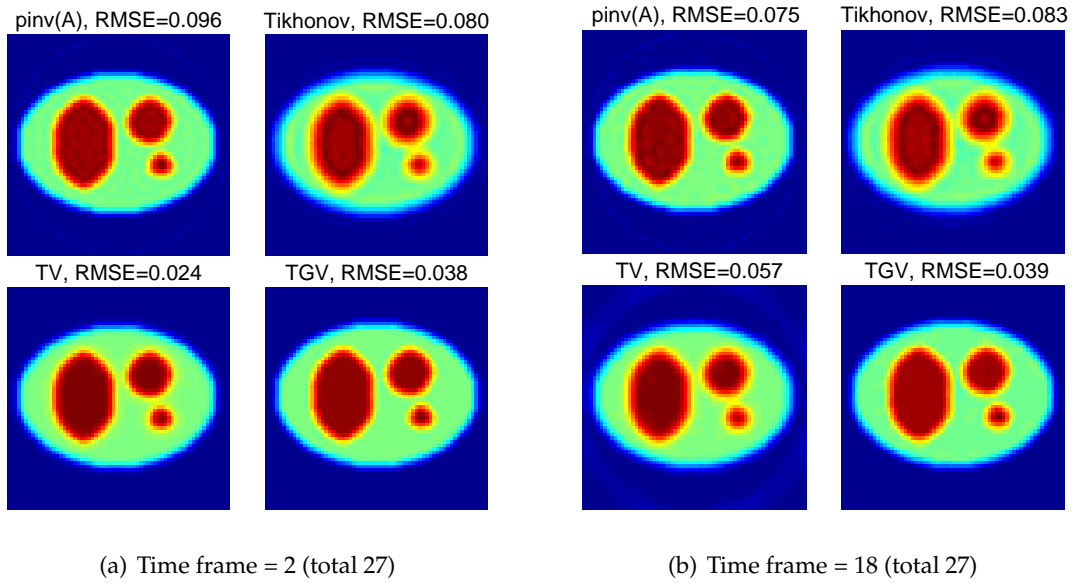 pinv(A), RMSE=0.096
Tikhonov, RMSE=0.080
TV, RMSE=0.024
TGV, RMSE=0.038
(a) Time frame = 2 (total 27)
pinv(A), RMSE=0.075
Tikhonov, RMSE=0.083
TV, RMSE=0.057
TGV, RMSE=0.039
(b) Time frame = 18 (total 27)